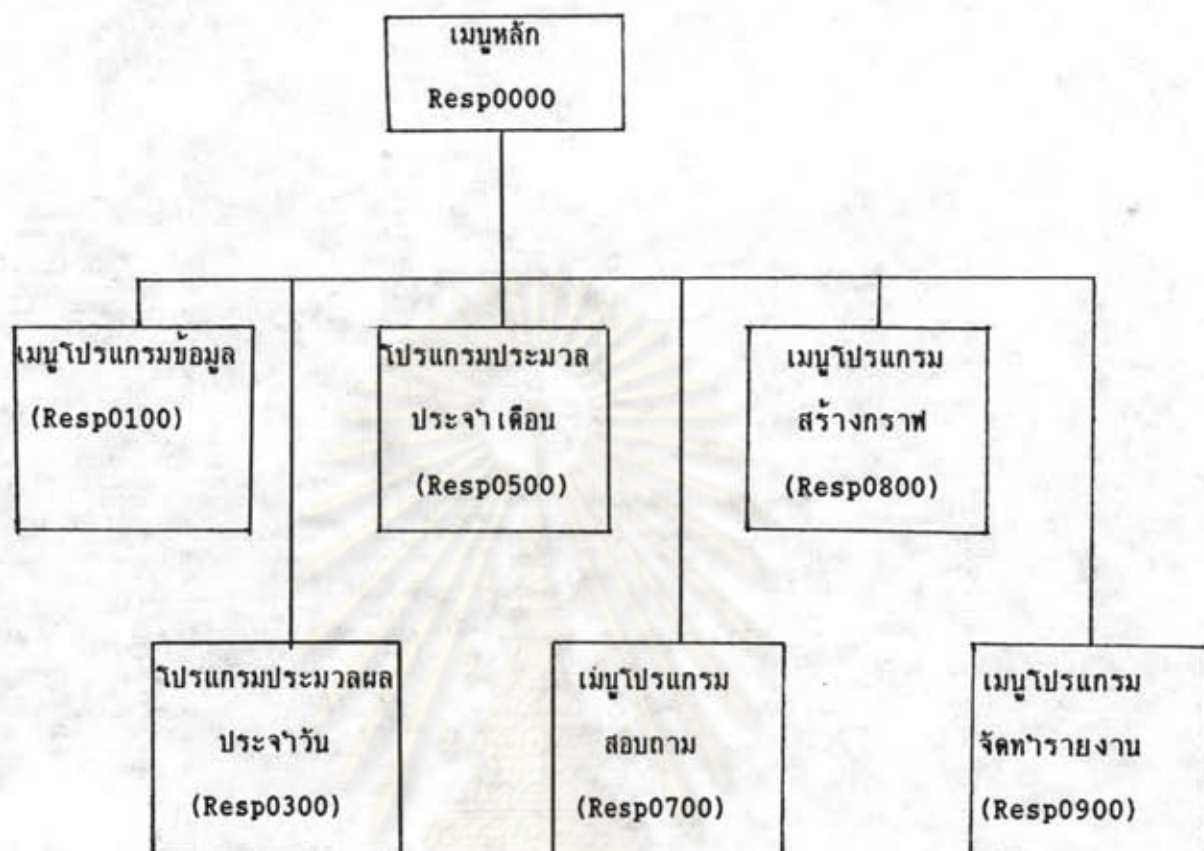 เมนูหลัก
Resp0000
เมนูโปรแกรมข้อมูล
(Resp0100)
โปรแกรมประมวล
ประจำเดือน
(Resp0500)
เมนูโปรแกรม
สร้างกราฟ
(Resp0800)
โปรแกรมประมวลผล
ประจำวัน
(Resp0300)
เมนูโปรแกรม
สอบถาม
(Resp0700)
เมนูโปรแกรม
จัดทำรายงาน
(Resp0900)